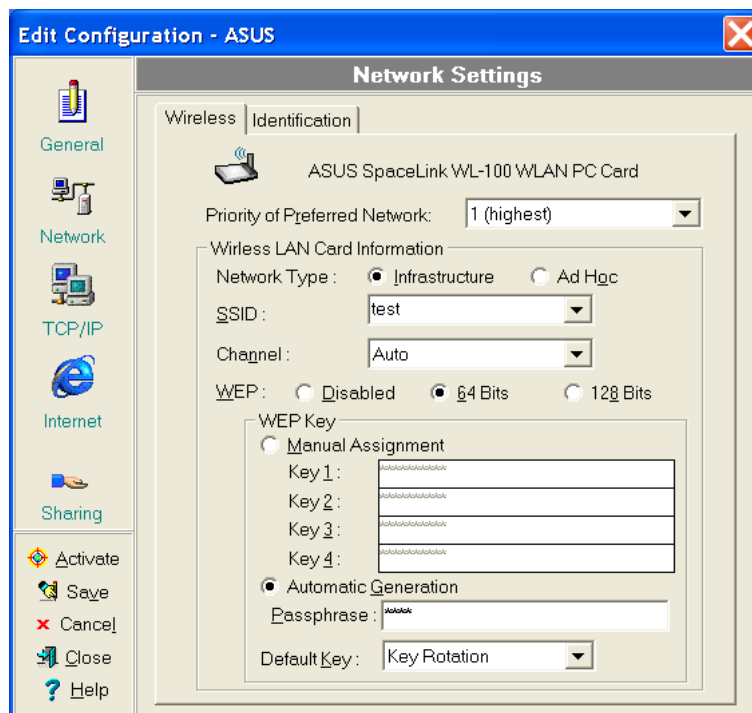 Edit Configuration - ASUS
Network Settings
General
Network
TCP/IP
Internet
Sharing
Activate
Save
Cancel
Close
Help
Wireless Identification
ASUS SpaceLink WL-100 WLAN PC Card
Priority of Preferred Network: 1 (highest)
Wirless LAN Card Information
Network Type : Infrastructure Ad Hoc
SSID : test
Channel : Auto
WEP : Disabled 64 Bits 128 Bits
WEP Key
Manual Assignment
Key 1 : **********
Key 2 : **********
Key 3 : **********
Key 4 : **********
Automatic Generation
Passphrase : ****
Default Key : Key Rotation